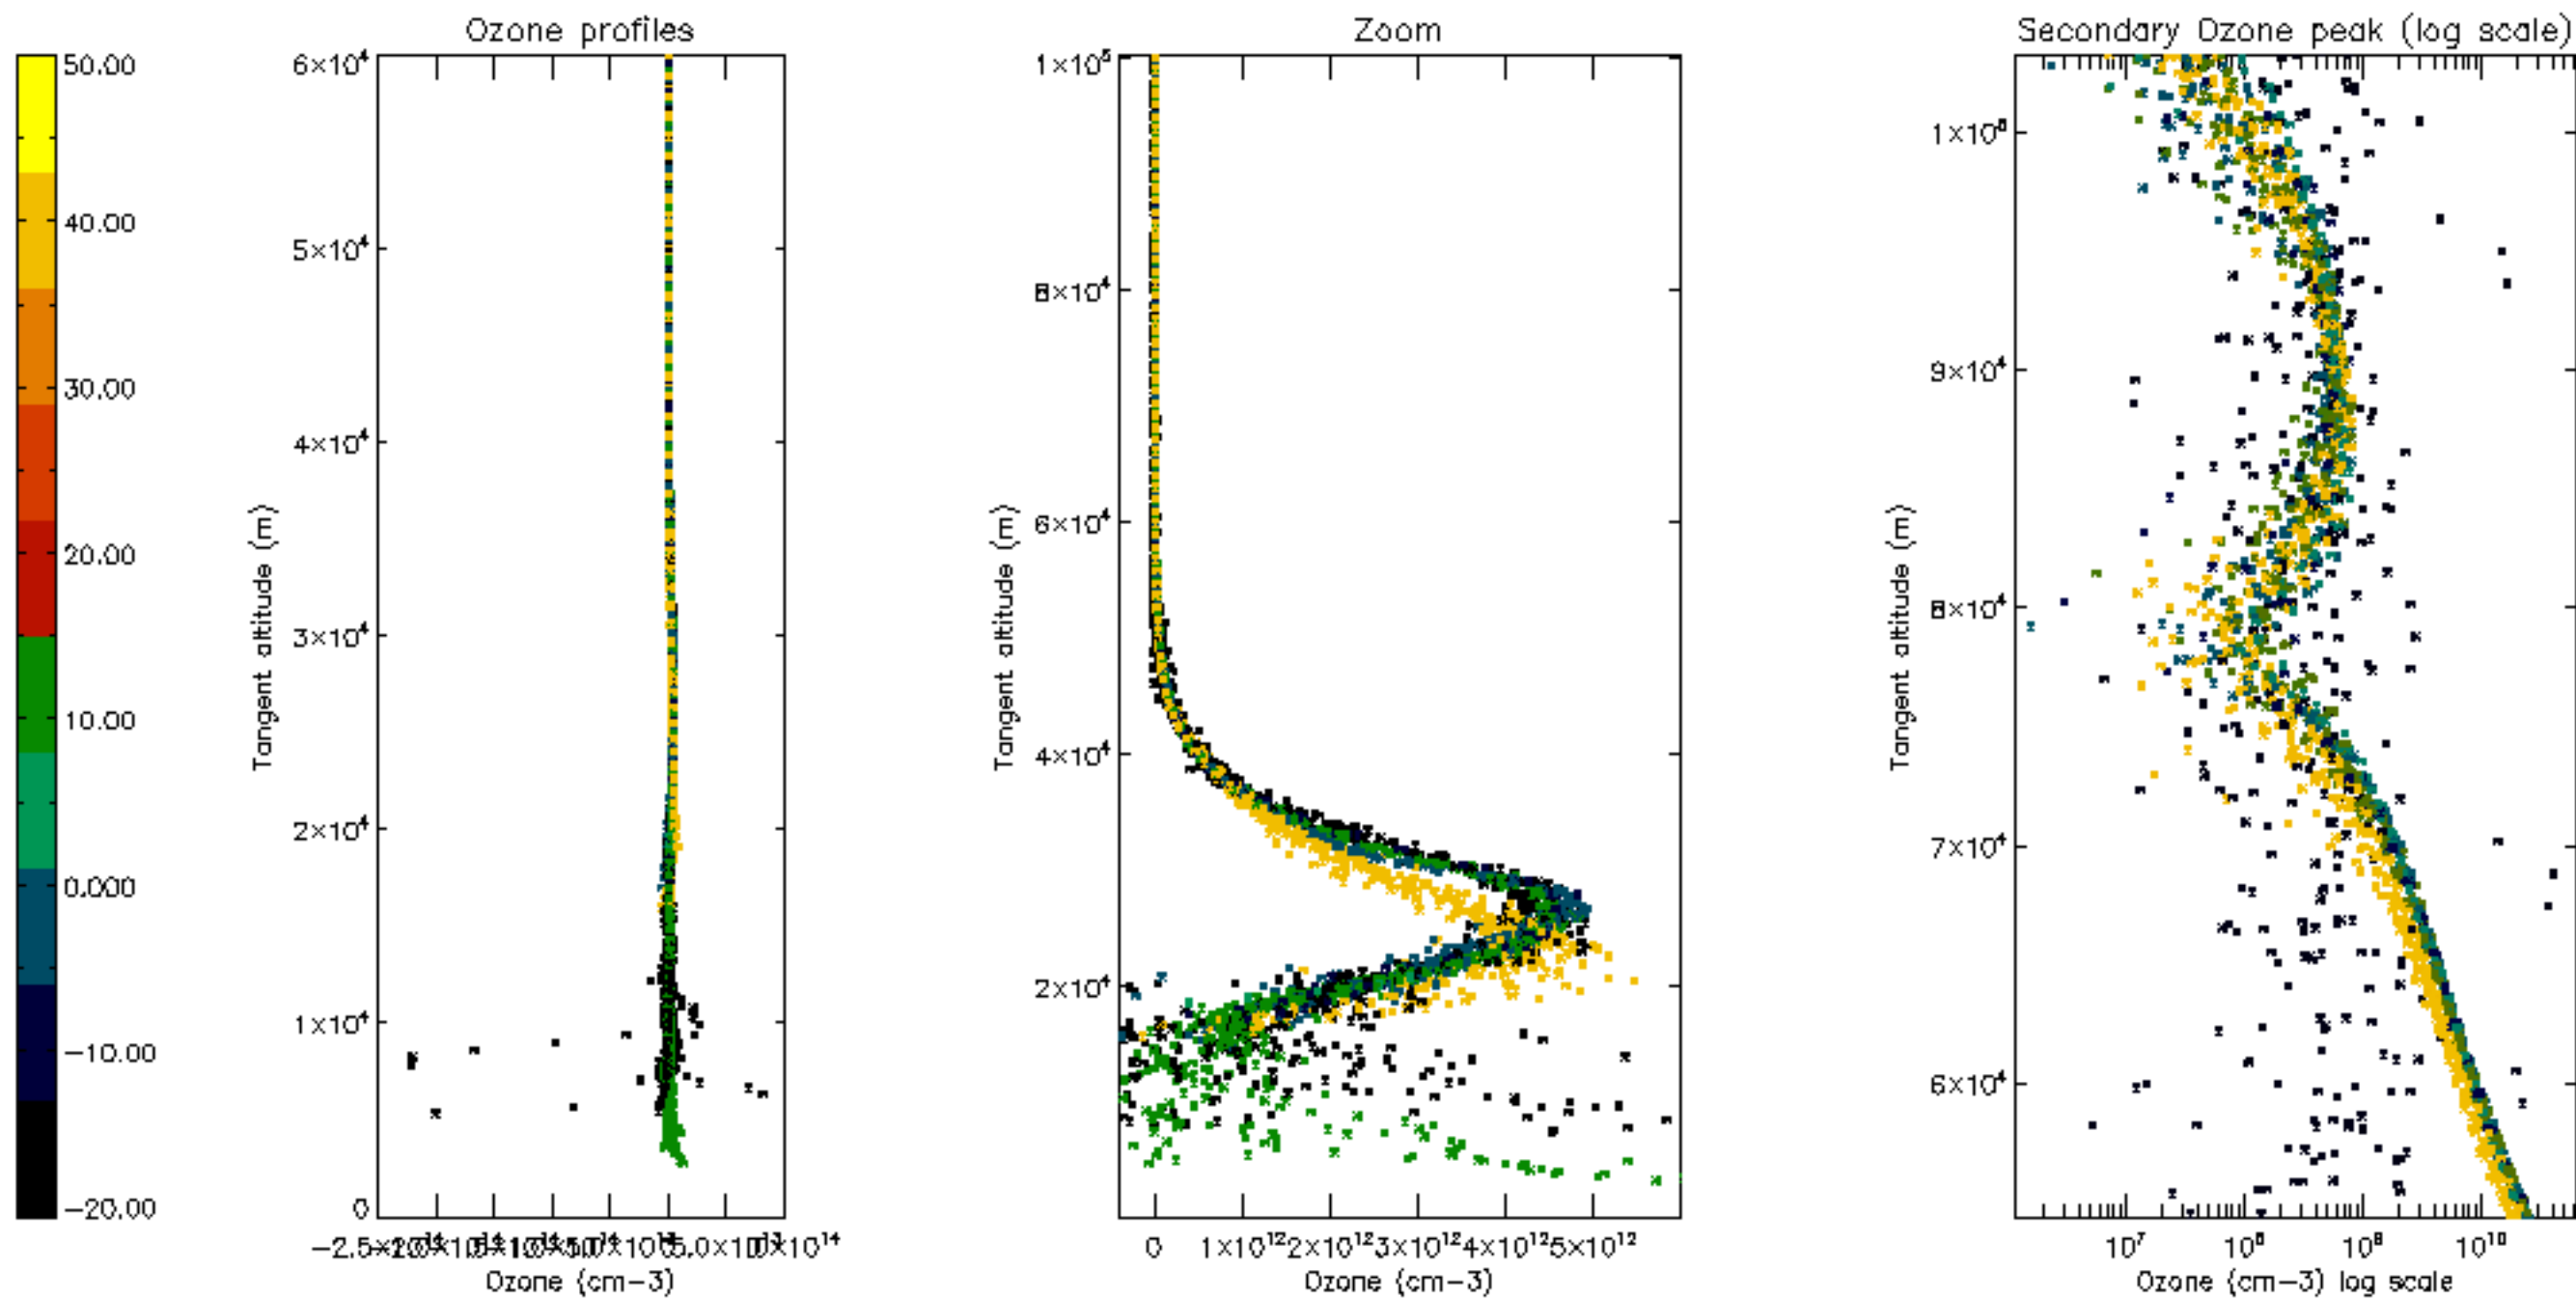 Ozone profiles
Zoom
Secondary Ozone peak (log scale)
50.00
40.00
30.00
20.00
10.00
0.000
−10.00
−20.00
6×10⁴
5×10⁴
4×10⁴
3×10⁴
2×10⁴
1×10⁴
0
Tangent altitude (m)
Ozone (cm−3)
1×10⁵
8×10⁴
6×10⁴
4×10⁴
2×10⁴
Tangent altitude (m)
0 1×10¹² 2×10¹² 3×10¹² 4×10¹² 5×10¹²
Ozone (cm−3)
9×10⁴
8×10⁴
7×10⁴
6×10⁴
Tangent altitude (m)
10⁷ 10⁸ 10⁹ 10¹⁰
Ozone (cm−3) log scale